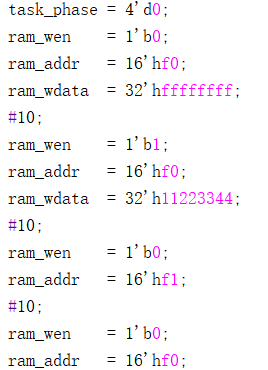 task_phase = 4'd0;
ram_wen = 1'b0;
ram_addr = 16'hf0;
ram_wdata = 32'hffffffff;
#10;
ram_wen = 1'b1;
ram_addr = 16'hf0;
ram_wdata = 32'h11223344;
#10;
ram_wen = 1'b0;
ram_addr = 16'hf1;
#10;
ram_wen = 1'b0;
ram_addr = 16'hf0;